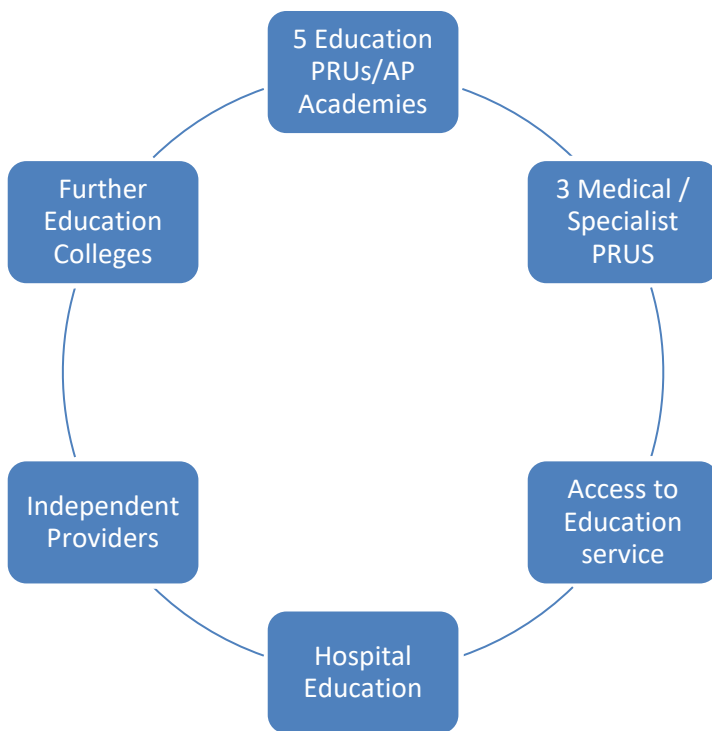 5 Education
PRUs/AP
Academies
3 Medical /
Specialist
PRUS
Access to
Education
service
Hospital
Education
Independent
Providers
Further
Education
Colleges